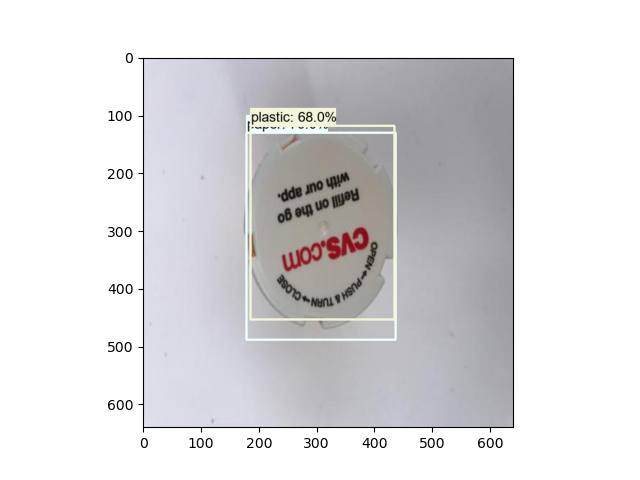 plastic: 68.0%
0
100
200
300
400
500
600
OPEN ← PUSH & TURN → CLOSE
CVS.com
Refill on the go
with our app.
0 100 200 300 400 500 600